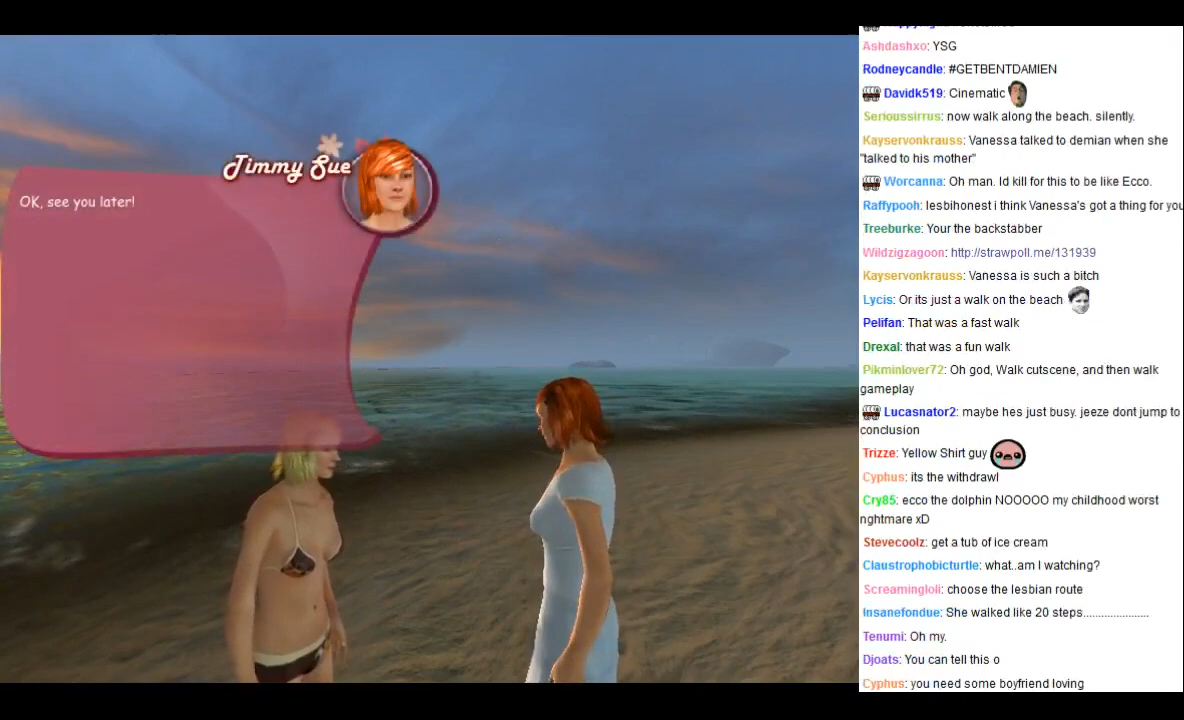 Jimmy Sue
OK, see you later!
Ashdashxo: YSG
Rodneycandle: #GETBENTDAMIEN
Davidk519: Cinematic
Serioussirrus: now walk along the beach. silently.
Kayservonkrauss: Vanessa talked to demian when she
"talked to his mother"
Worcanna: Oh man. Id kill for this to be like Ecco.
Raffypooh: lesbihonest i think Vanessa's got a thing for you
Treeburke: Your the backstabber
Wildzigzagoon: http://strawpoll.me/131939
Kayservonkrauss: Vanessa is such a bitch
Lycis: Or its just a walk on the beach
Pelifan: That was a fast walk
Drexal: that was a fun walk
Pikminlover72: Oh god, Walk cutscene, and then walk
gameplay
Lucasnator2: maybe hes just busy. jeeze dont jump to
conclusion
Trizze: Yellow Shirt guy
Cyphus: its the withdrawl
Cry85: ecco the dolphin NOOOOO my childhood worst
nghtmare xD
Stevecoolz: get a tub of ice cream
Claustrophobicturtle: what..am I watching?
Screamingloli: choose the lesbian route
Insanefondue: She walked like 20 steps.....................
Tenumi: Oh my.
Djoats: You can tell this o
Cyphus: you need some boyfriend loving